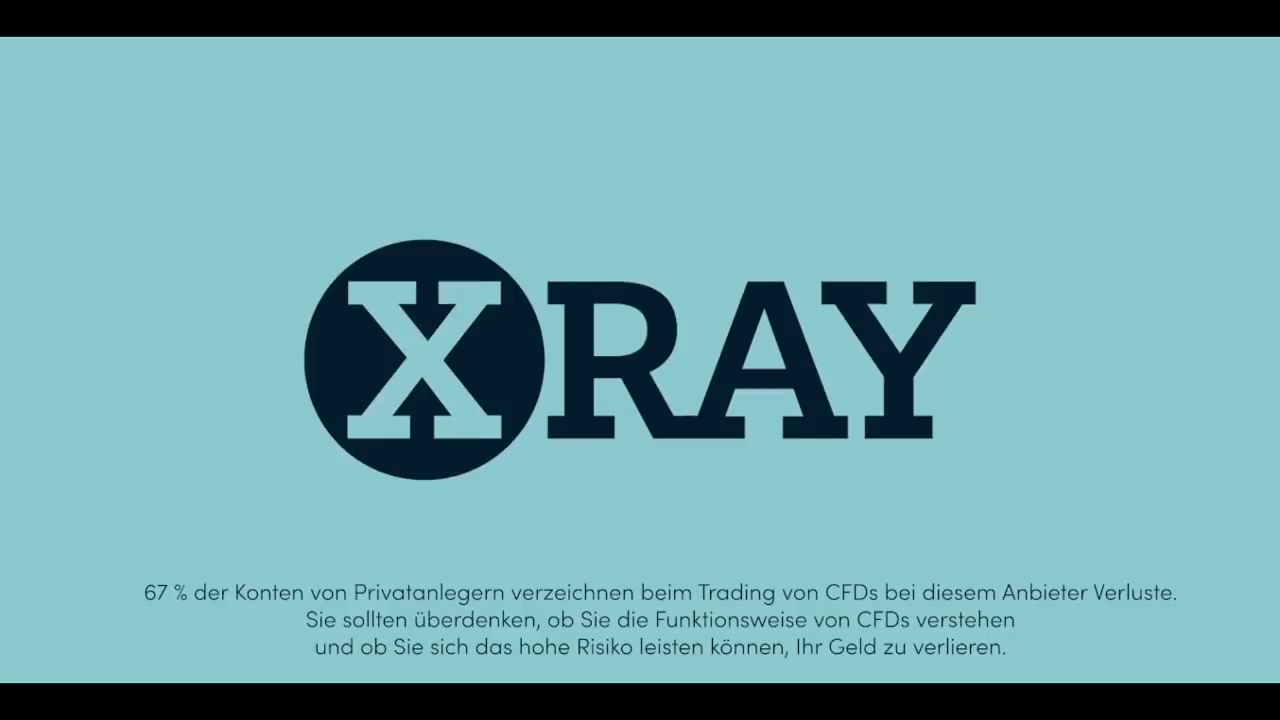 XRAY
67 % der Konten von Privatanlegern verzeichnen beim Trading von CFDs bei diesem Anbieter Verluste.
Sie sollten überdenken, ob Sie die Funktionsweise von CFDs verstehen
und ob Sie sich das hohe Risiko leisten können, Ihr Geld zu verlieren.